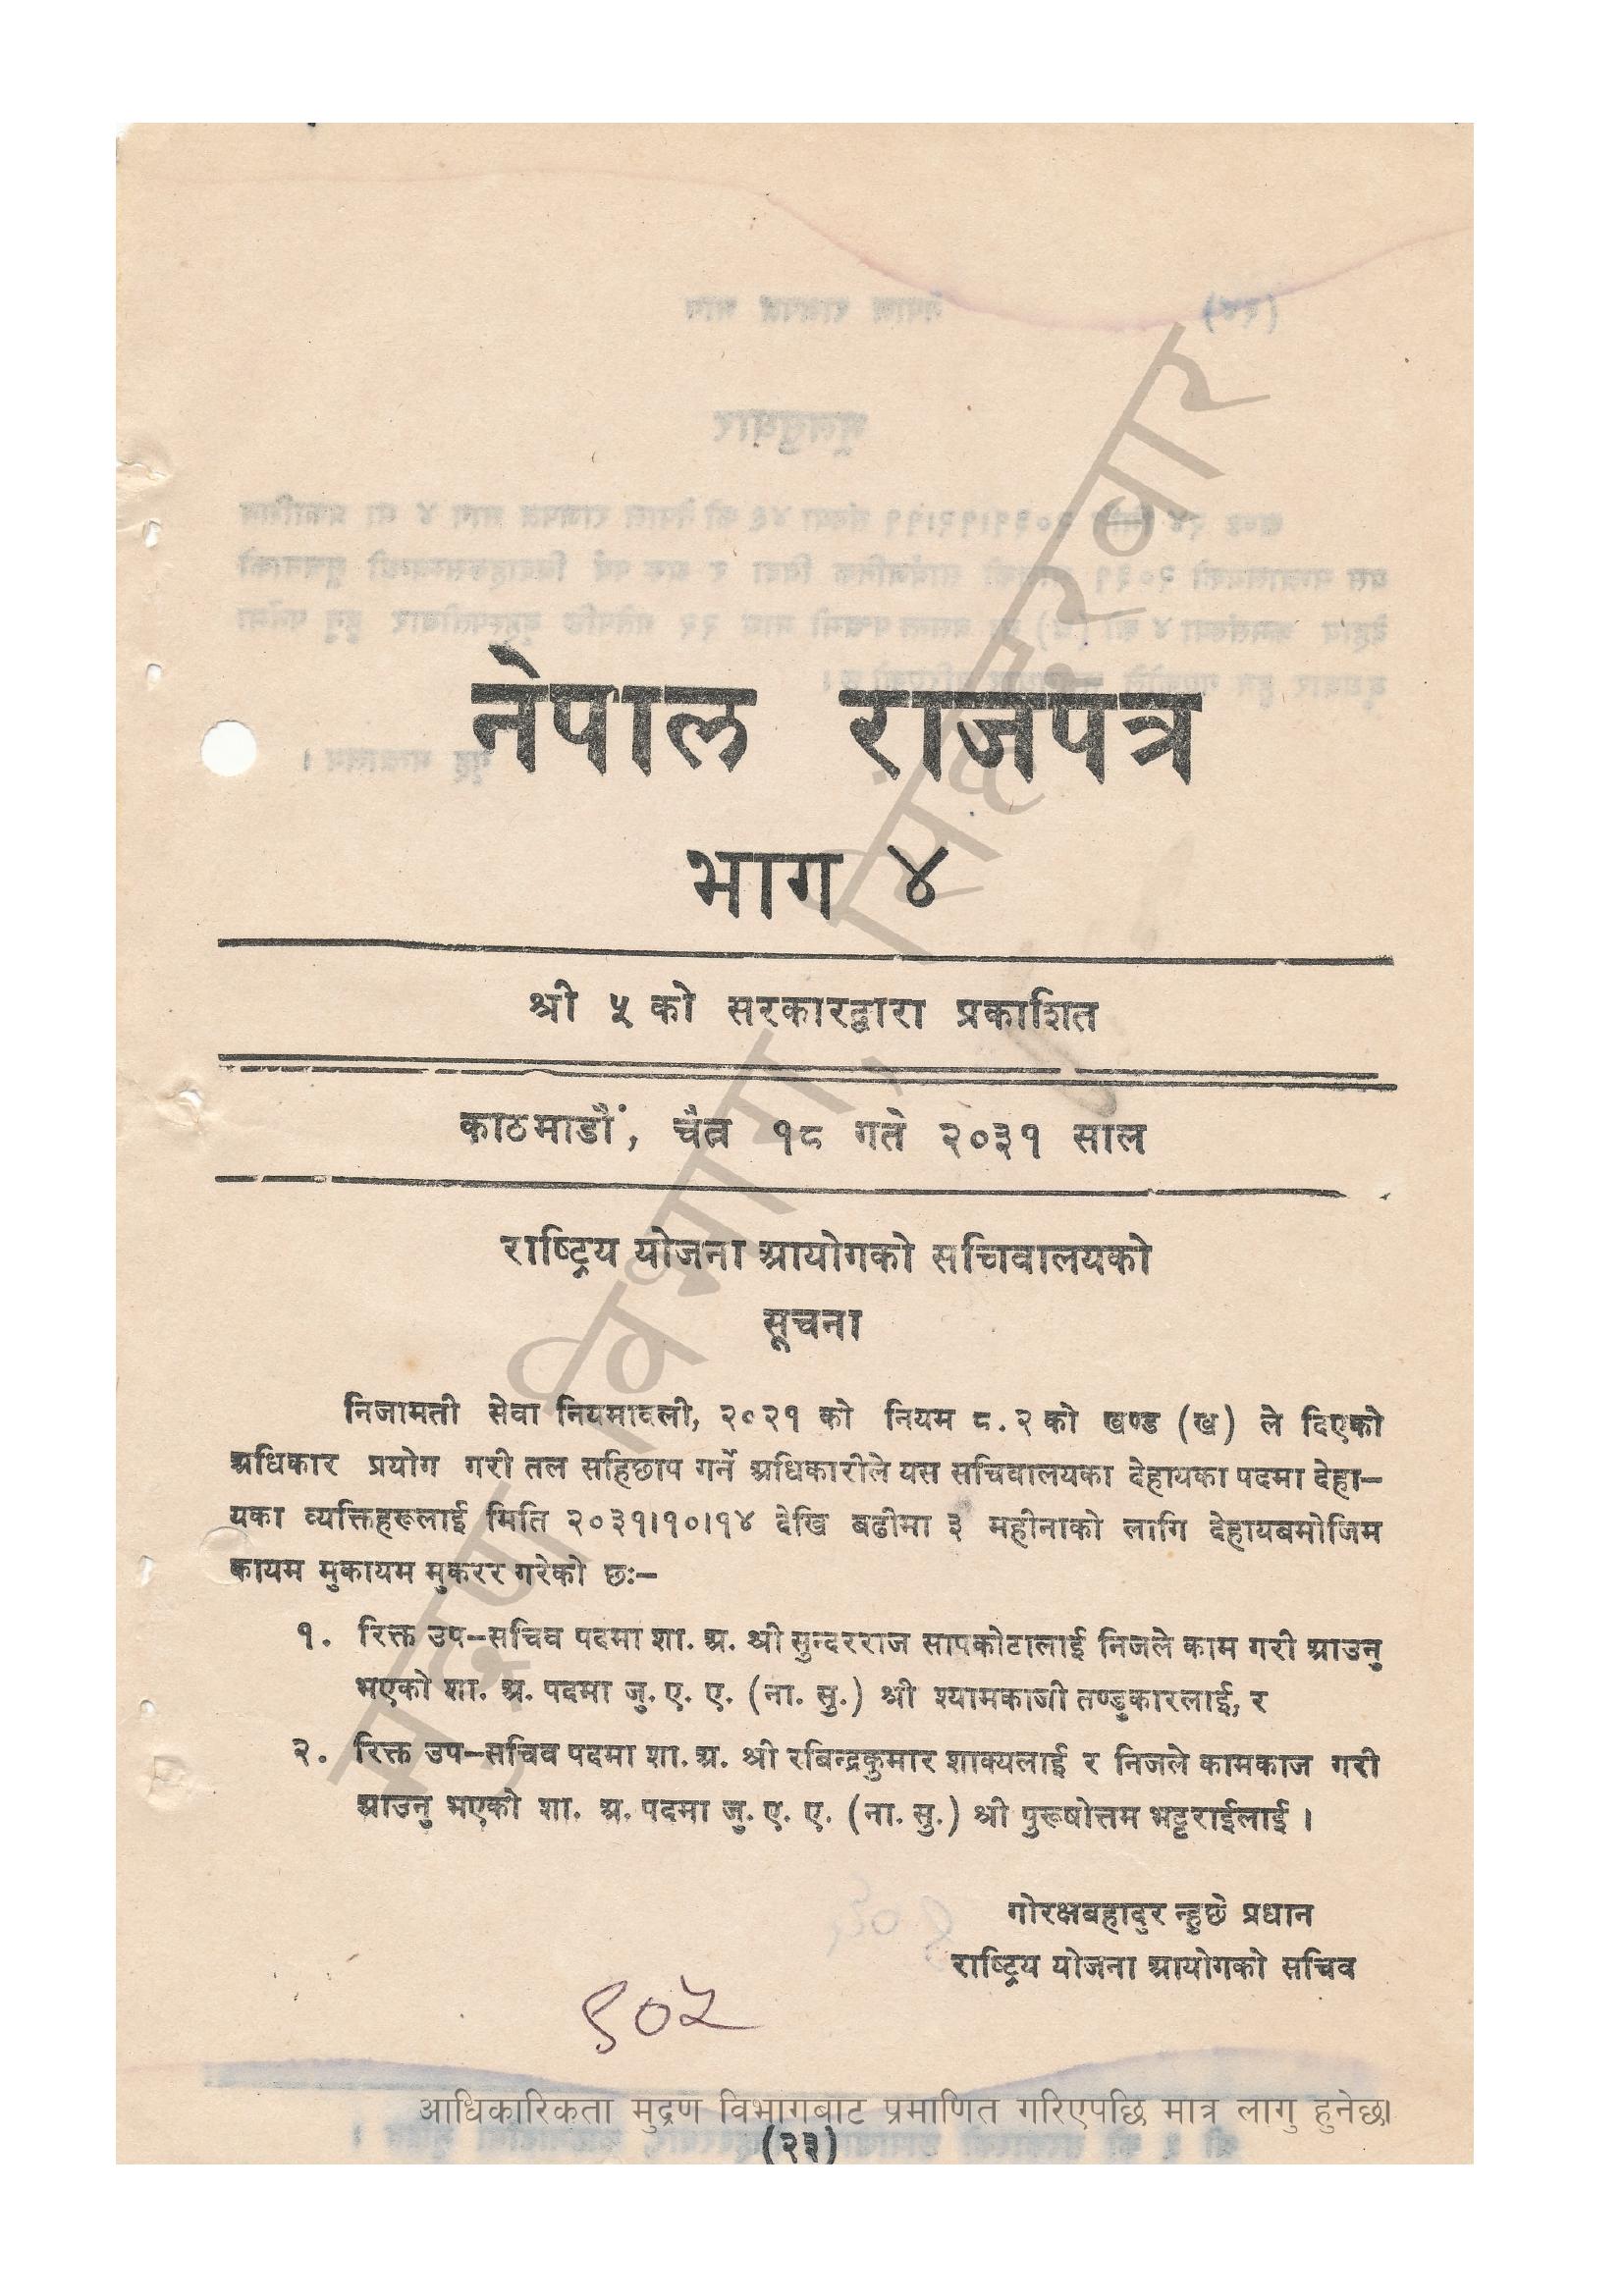 नेपाल राजपत्र
भाग ४
श्री ५ को सरकारद्वारा प्रकाशित
काठमाडौं, चैत्र १८ गते २०३१ साल
राष्ट्रिय योजना आयोगको सचिवालयको
सूचना
निजामती सेवा नियमावली, २०२१ को नियम ८.२ को खण्ड (ख) ले दिएको
अधिकार प्रयोग गरी तल सहिछाप गर्ने अधिकारीले यस सचिवालयका देहायका पदमा देहा–
यका व्यक्तिहरूलाई मिति २०३१।१०।१४ देखि बढीमा ३ महीनाको लागि देहायबमोजिम
कायम मुकायम मुकरर गरेको छः–
१. रिक्त उप–सचिव पदमा शा. अ. श्री सुन्दरराज सापकोटालाई निजले काम गरी आउनु
भएको शा. अ. पदमा जु. ए. ए. (ना. सु.) श्री श्यामकाजी तण्डुकारलाई, र
२. रिक्त उप–सचिव पदमा शा. अ. श्री रबिन्द्रकुमार शाक्यलाई र निजले कामकाज गरी
आउनु भएको शा. अ. पदमा जु. ए. ए. (ना. सु.) श्री पुरूषोत्तम भट्टराईलाई ।
गोरक्षबहादुर न्हुछे प्रधान
राष्ट्रिय योजना आयोगको सचिव
९०५
आधिकारिकता मुद्रण विभागबाट प्रमाणित गरिएपछि मात्र लागु हुनेछ।
(२३)
मुद्रण विभाग, सिंहदरबार